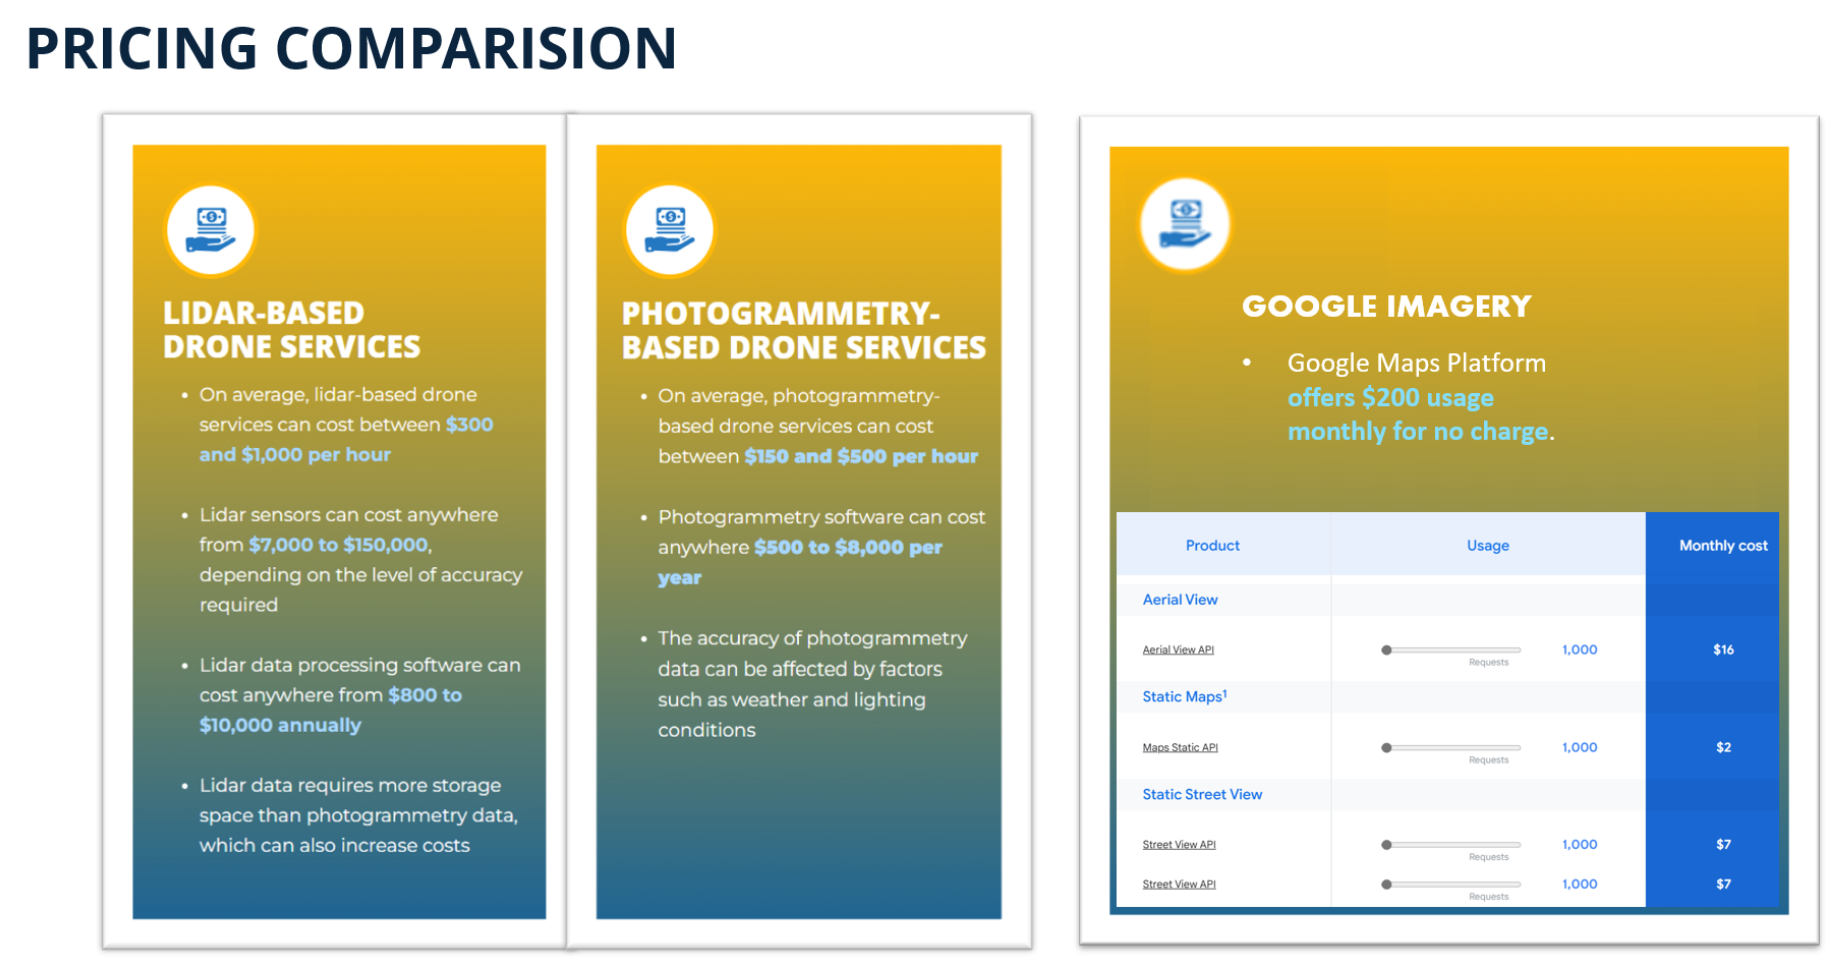 PRICING COMPARISION
LIDAR-BASED
DRONE SERVICES
• On average, lidar-based drone
services can cost between $300
and $1,000 per hour
• Lidar sensors can cost anywhere
from $7,000 to $150,000,
depending on the level of accuracy
required
• Lidar data processing software can
cost anywhere from $800 to
$10,000 annually
• Lidar data requires more storage
space than photogrammetry data,
which can also increase costs
PHOTOGRAMMETRY-
BASED DRONE SERVICES
• On average, photogrammetry-
based drone services can cost
between $150 and $500 per hour
• Photogrammetry software can cost
anywhere $500 to $8,000 per
year
• The accuracy of photogrammetry
data can be affected by factors
such as weather and lighting
conditions
GOOGLE IMAGERY
• Google Maps Platform
offers $200 usage
monthly for no charge.
Product Usage Monthly cost
Aerial View
Aerial View API 1,000 $16
Requests
Static Maps¹
Maps Static API 1,000 $2
Requests
Static Street View
Street View API 1,000 $7
Requests
Street View API 1,000 $7
Requests